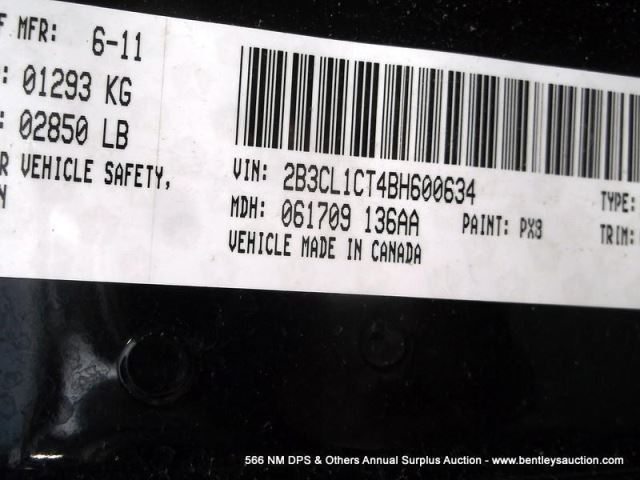 F MFR: 6-11
: 01293 KG
: 02850 LB
R VEHICLE SAFETY,
N
VIN: 2B3CL1CT4BH600634
TYPE:
MDH: 061709 136AA
PAINT: PX8
TRIM:
VEHICLE MADE IN CANADA
566 NM DPS & Others Annual Surplus Auction - www.bentleysauction.com